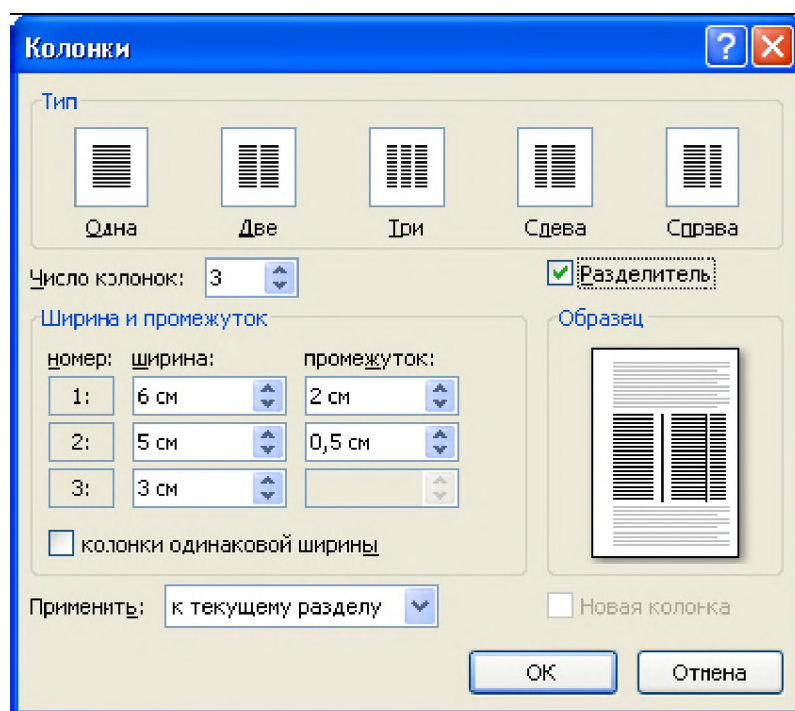 Колонки
Тип
Одна Две Три Слева Справа
Число колонок: 3 Разделитель
Ширина и промежуток Образец
номер: ширина: промежуток:
1: 6 см 2 см
2: 5 см 0,5 см
3: 3 см
колонки одинаковой ширины
Применить: к текущему разделу Новая колонка
ОК Отмена